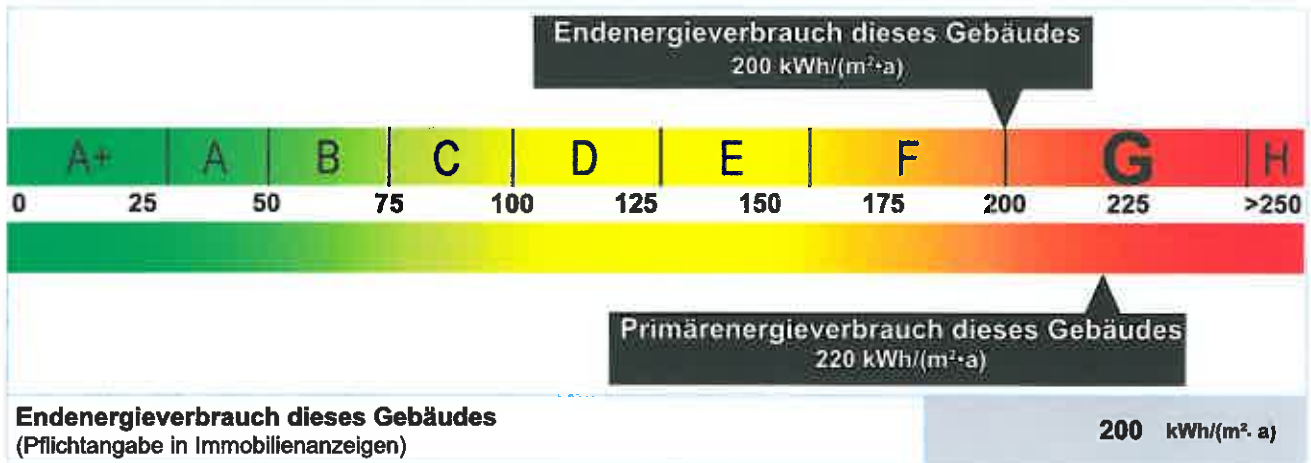 Endenergieverbrauch dieses Gebäudes
200 kWh/(m²·a)
A+ A B C D E F G H
0 25 50 75 100 125 150 175 200 225 >250
Primärenergieverbrauch dieses Gebäudes
220 kWh/(m²·a)
Endenergieverbrauch dieses Gebäudes
(Pflichtangabe in Immobilienanzeigen)
200 kWh/(m²· a)